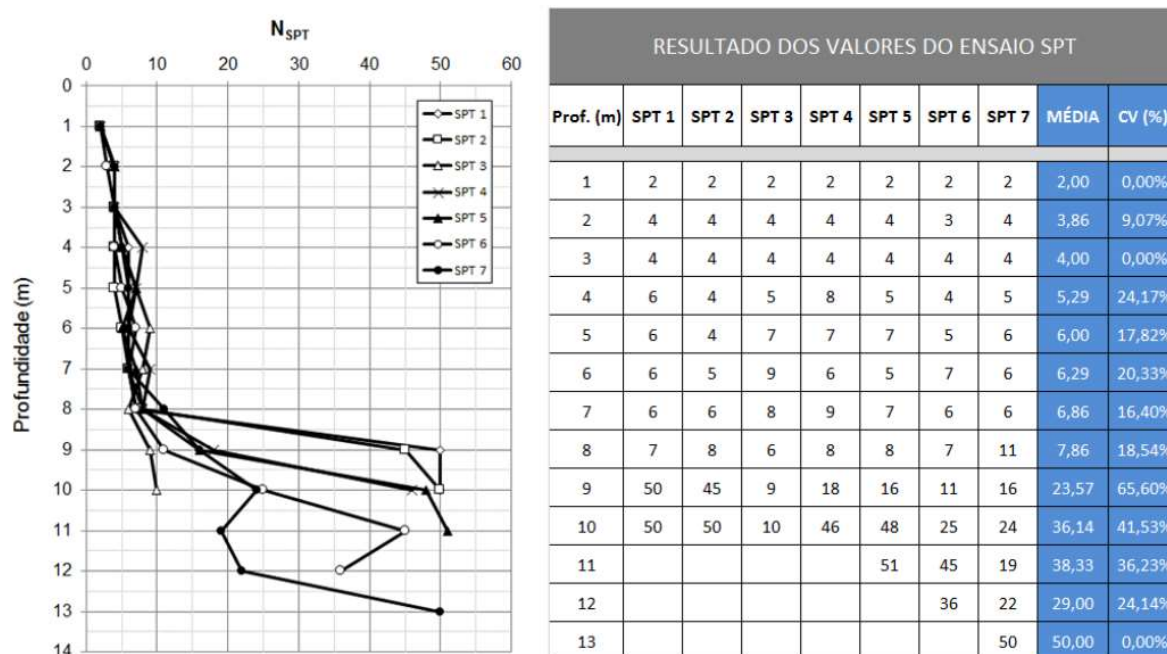 N_SPT
0 10 20 30 40 50 60
Profundidade (m)
0
1
2
3
4
5
6
7
8
9
10
11
12
13
14
SPT 1
SPT 2
SPT 3
SPT 4
SPT 5
SPT 6
SPT 7
RESULTADO DOS VALORES DO ENSAIO SPT
Prof. (m) SPT 1 SPT 2 SPT 3 SPT 4 SPT 5 SPT 6 SPT 7 MÉDIA CV (%)
1 2 2 2 2 2 2 2 2,00 0,00%
2 4 4 4 4 4 3 4 3,86 9,07%
3 4 4 4 4 4 4 4 4,00 0,00%
4 6 4 5 8 5 4 5 5,29 24,17%
5 6 4 7 7 7 5 6 6,00 17,82%
6 6 5 9 6 5 7 6 6,29 20,33%
7 6 6 8 9 7 6 6 6,86 16,40%
8 7 8 6 8 8 7 11 7,86 18,54%
9 50 45 9 18 16 11 16 23,57 65,60%
10 50 50 10 46 48 25 24 36,14 41,53%
11 51 45 19 38,33 36,23%
12 36 22 29,00 24,14%
13 50 50,00 0,00%